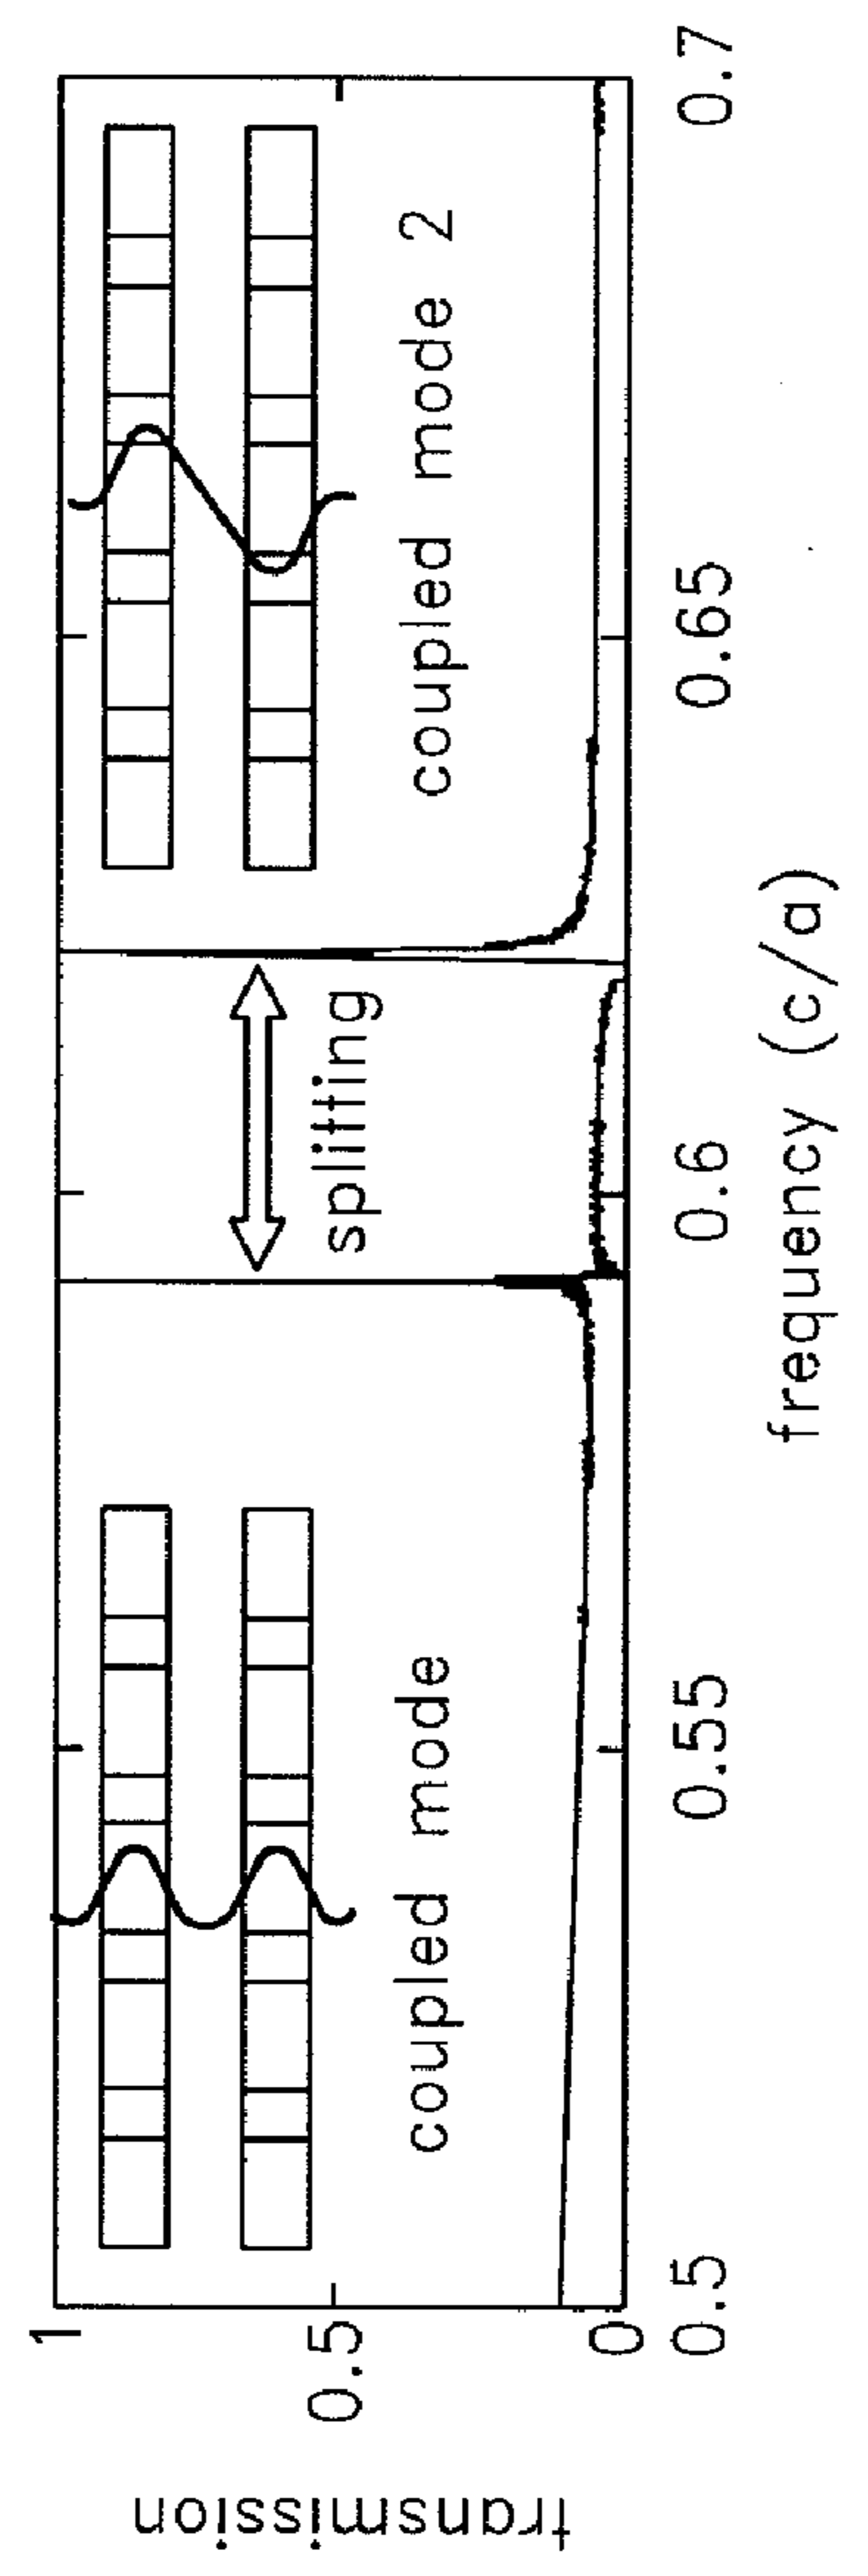 transmission
1
0.5
0
coupled mode
splitting
coupled mode 2
0.5
0.55
0.6
0.65
0.7
frequency (c/a)